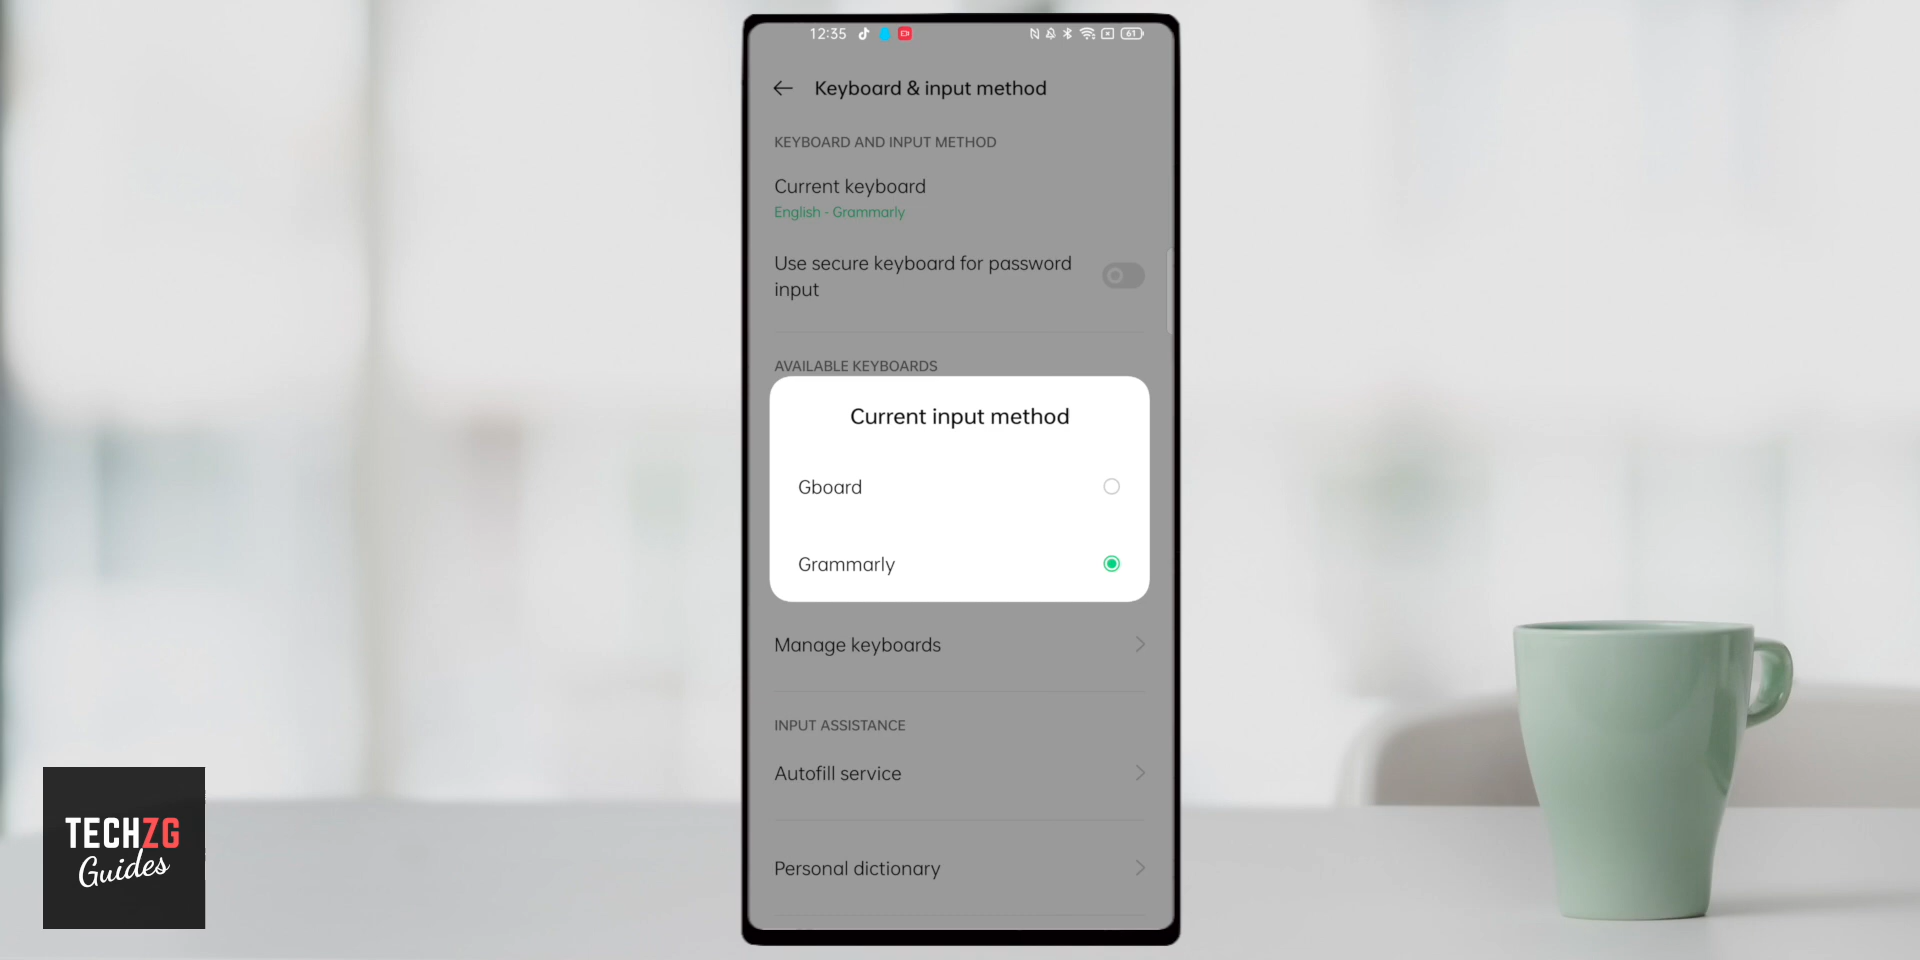 12:35
61
Keyboard & input method
KEYBOARD AND INPUT METHOD
Current keyboard
English - Grammarly
Use secure keyboard for password
input
AVAILABLE KEYBOARDS
Current input method
Gboard
Grammarly
Manage keyboards
INPUT ASSISTANCE
Autofill service
Personal dictionary
TECHZG
Guides